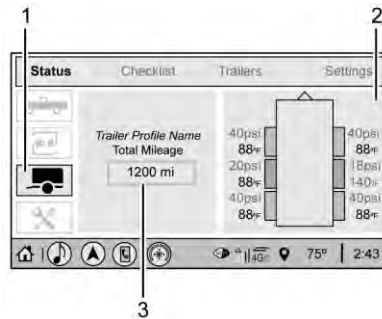 1
2
Status Checklist Trailers Settings
Trailer Profile Name
Total Mileage
1200 mi
40psi 40psi
88°F 88°F
20psi 18psi
88°F 140°F
40psi 40psi
88°F 88°F
4G 75° 2:43
3